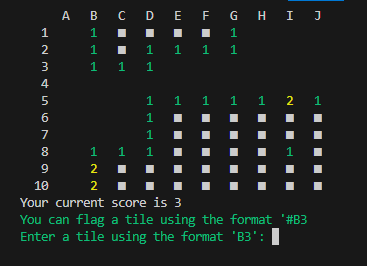 A B C D E F G H I J
1 1 ■ ■ ■ ■ ■ 1
2 1 ■ 1 1 1 1 1
3 1 1 1
4
5 1 1 1 1 1 2 1
6 1 ■ ■ ■ ■ ■ ■
7 1 ■ ■ ■ ■ ■ ■
8 1 1 1 ■ ■ ■ ■ 1 ■
9 2 ■ ■ ■ ■ ■ ■ ■ ■
10 2 ■ ■ ■ ■ ■ ■ ■ ■
Your current score is 3
You can flag a tile using the format '#B3
Enter a tile using the format 'B3':